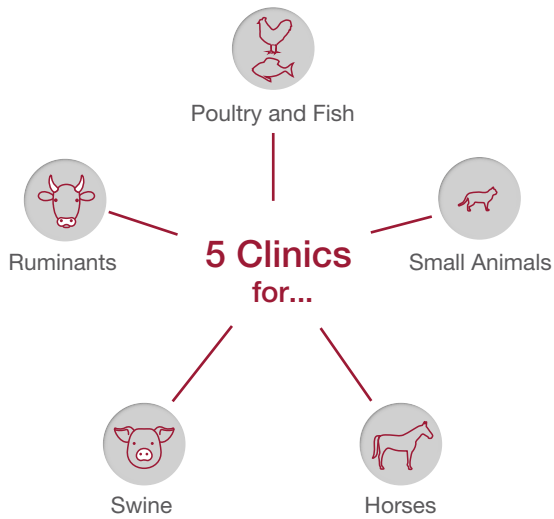 Poultry and Fish
Ruminants
5 Clinics
for...
Small Animals
Swine
Horses